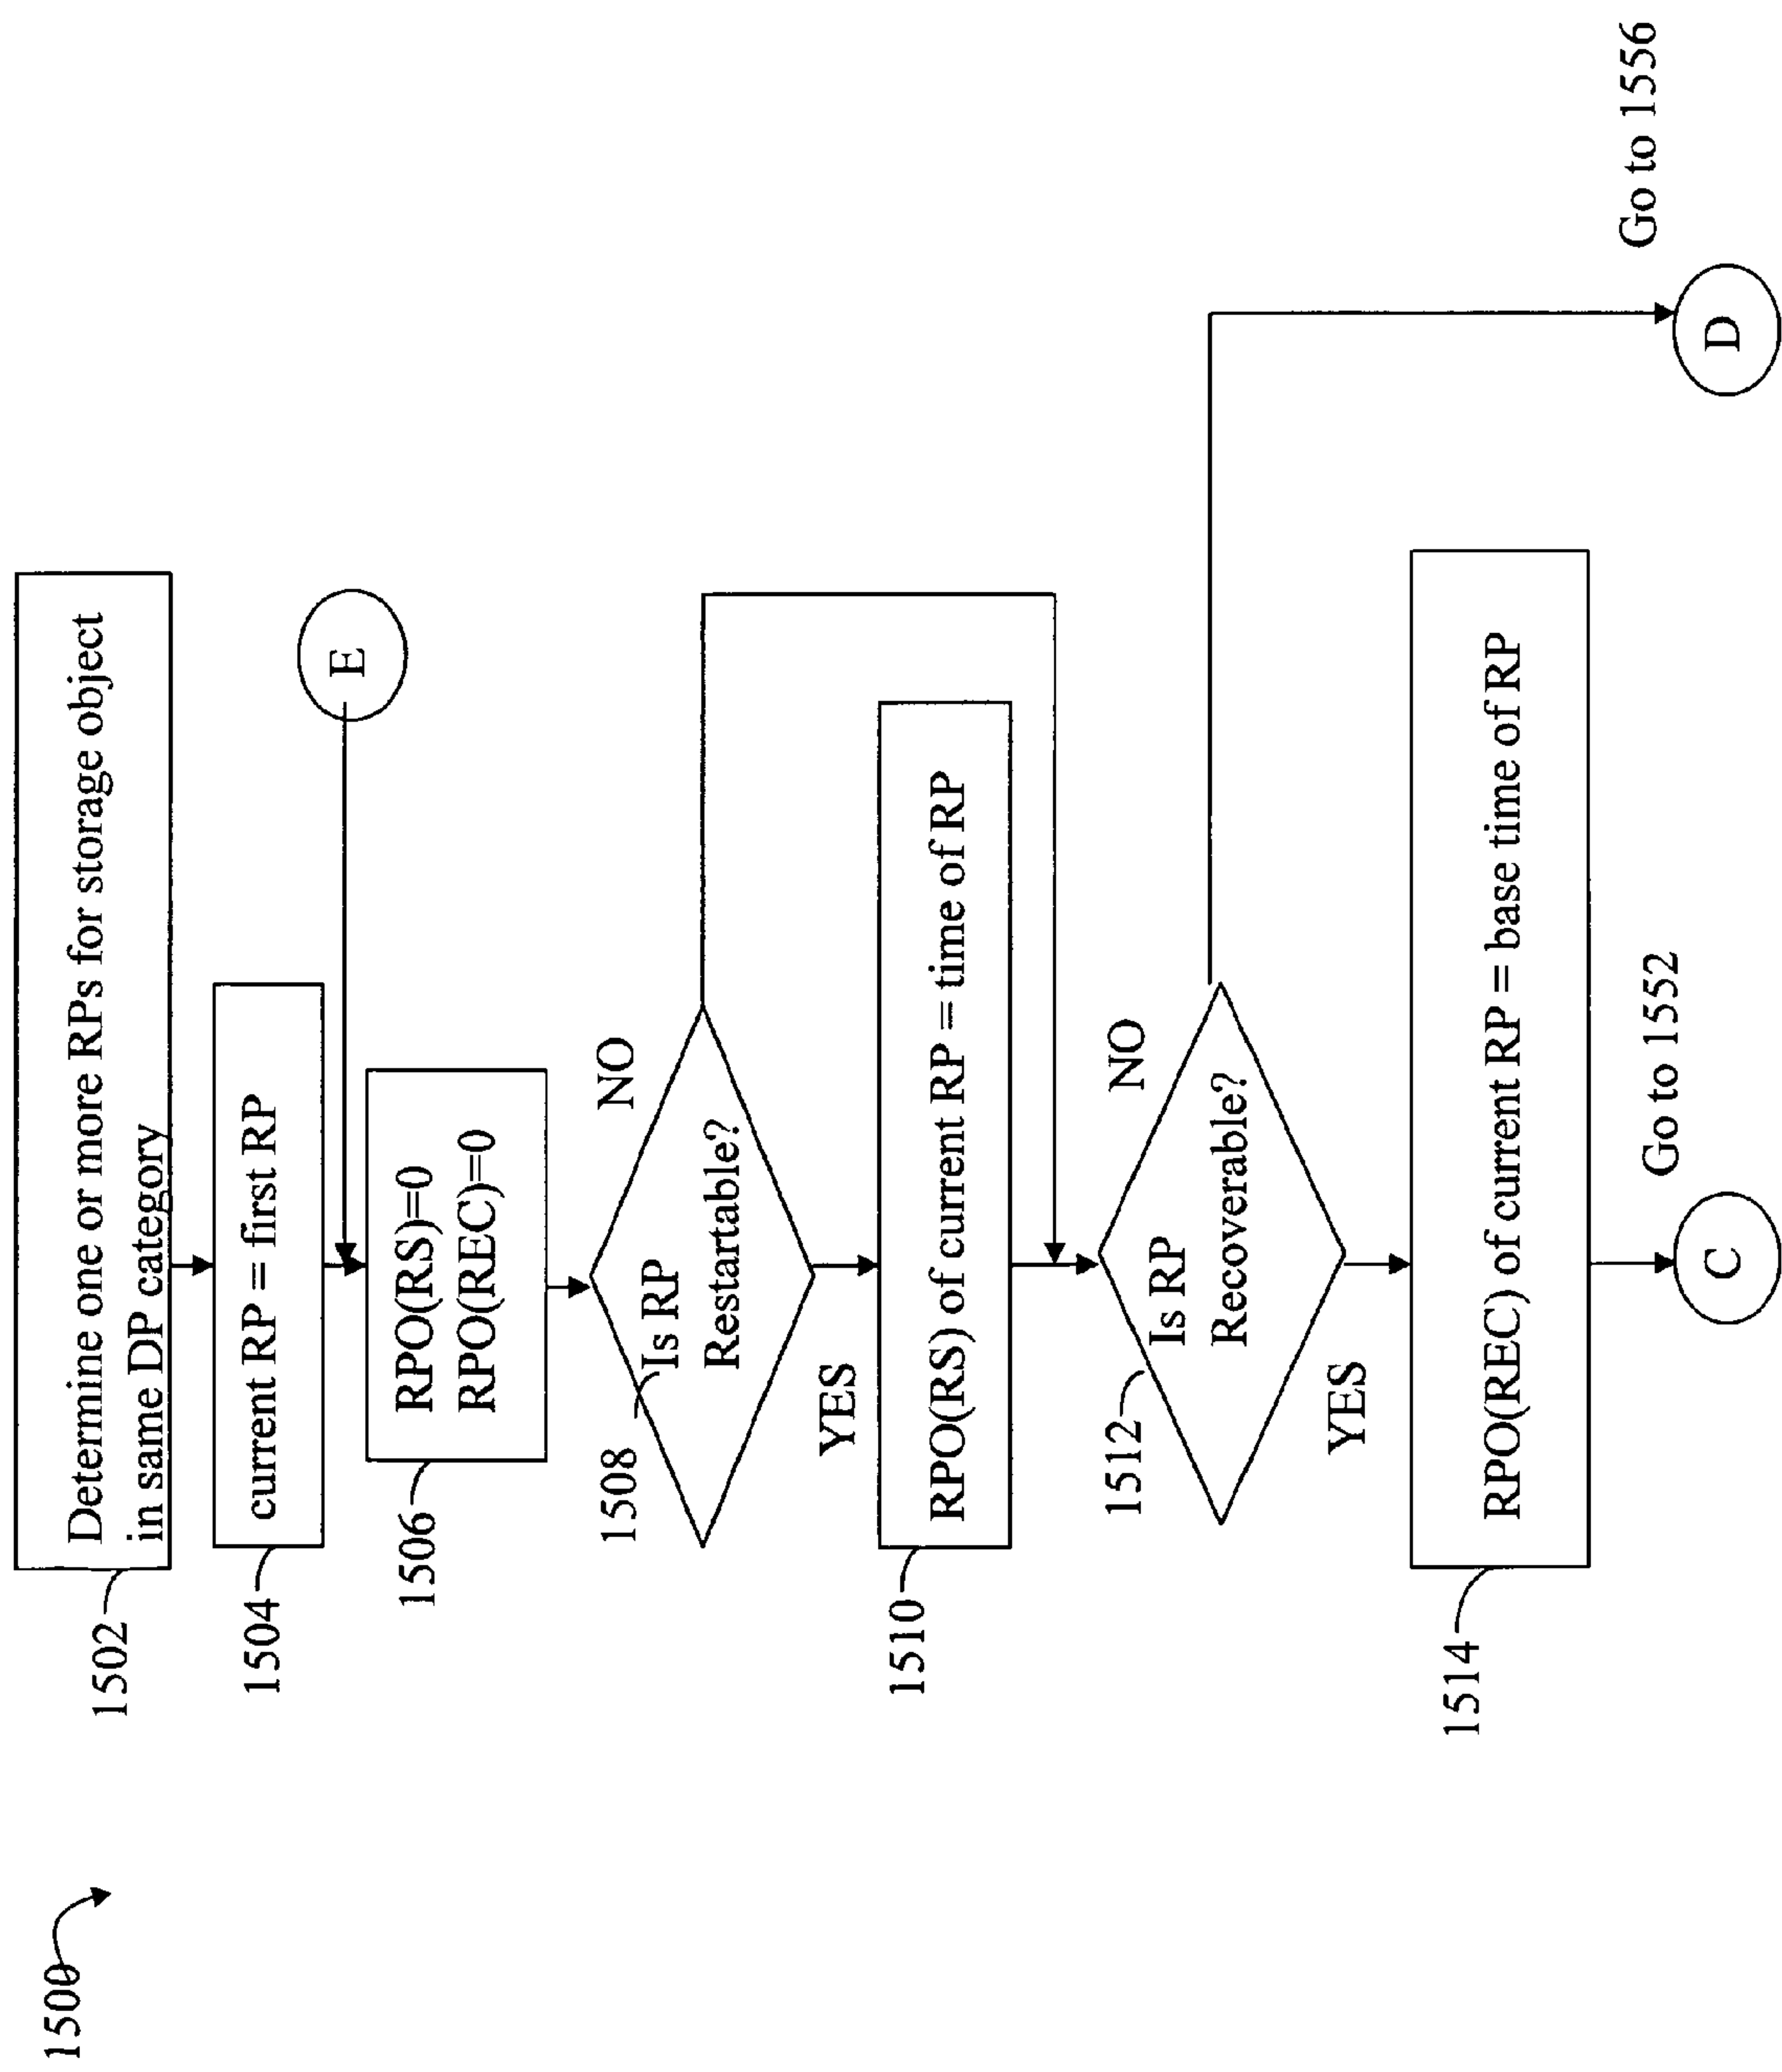 1500
1502
Determine one or more RPs for storage object
in same DP category
1504
current RP = first RP
E
1506
RPO(RS)=0
RPO(REC)=0
1508
Is RP
Restartable?
NO
YES
1510
RPO(RS) of current RP = time of RP
1512
Is RP
Recoverable?
NO
YES
1514
RPO(REC) of current RP = base time of RP
Go to 1552
C
Go to 1556
D